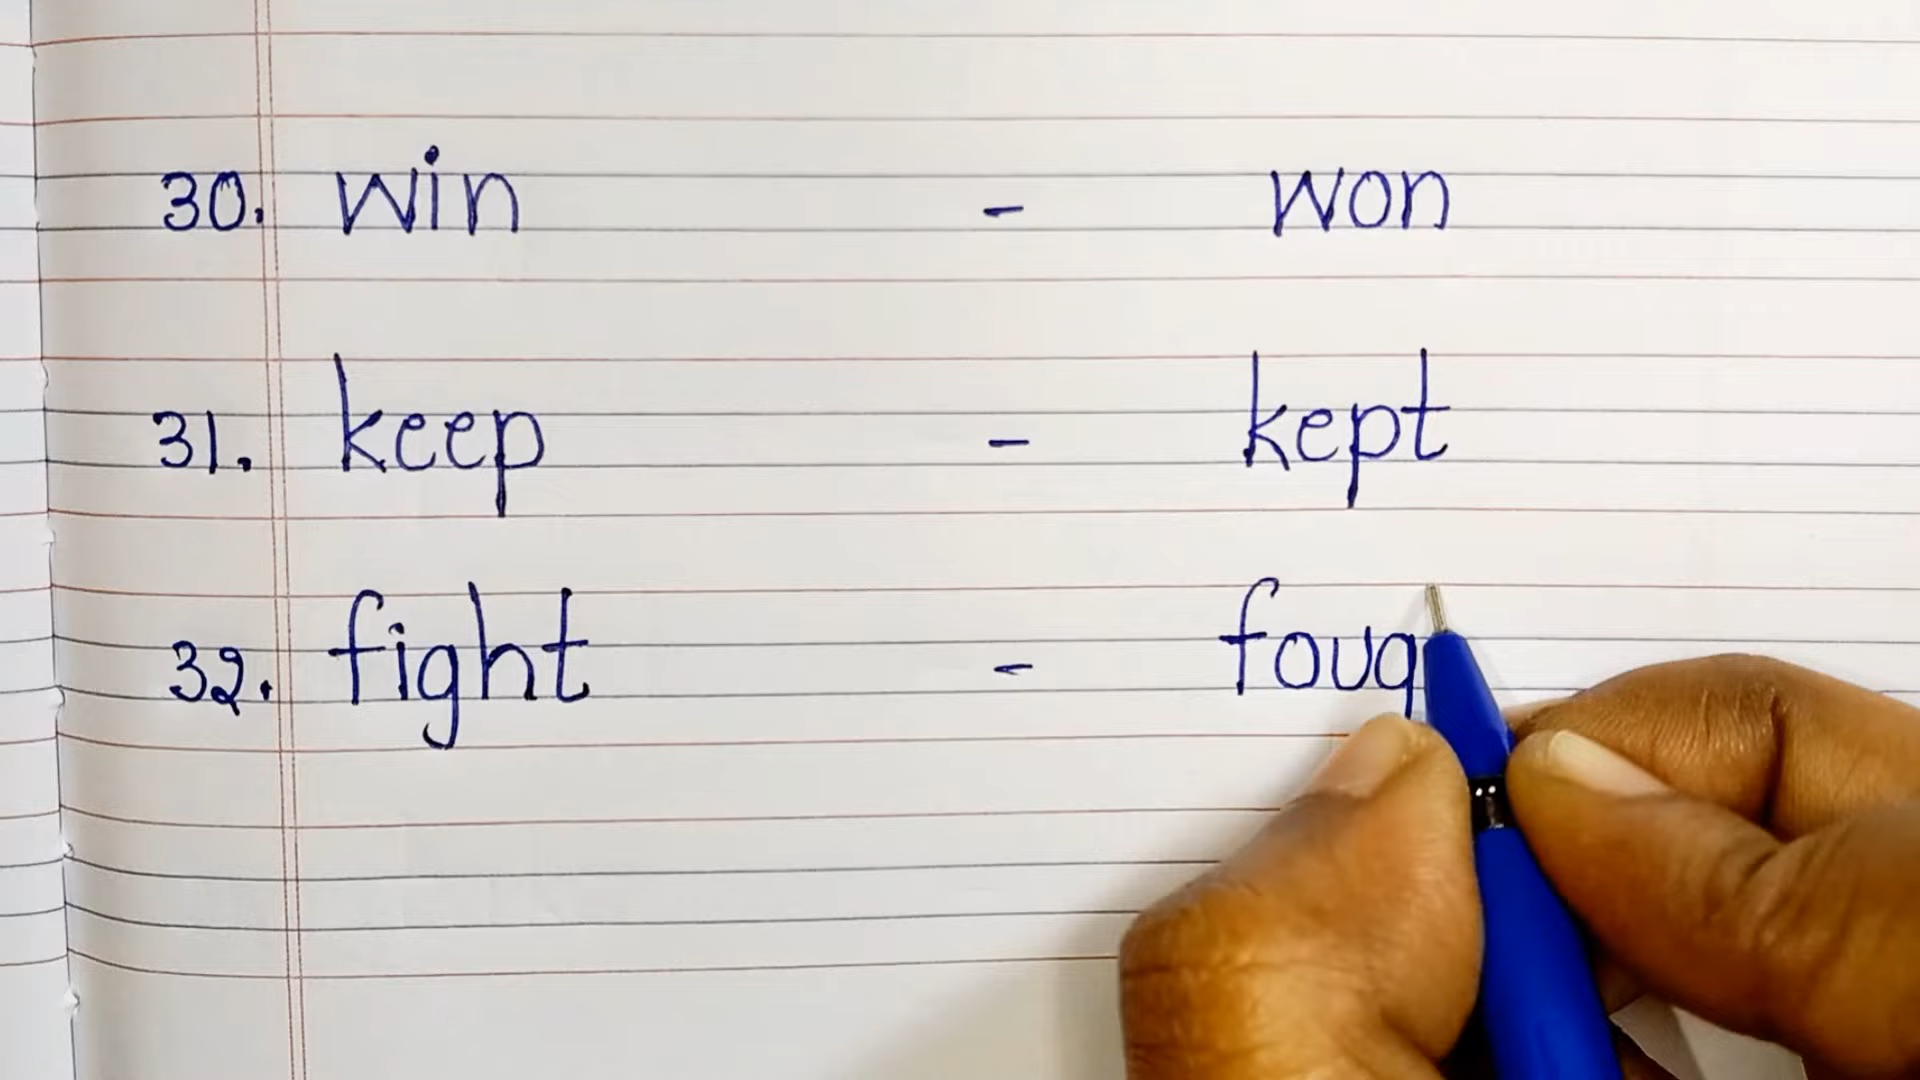 30. win - won
31. keep - kept
32. fight - foug